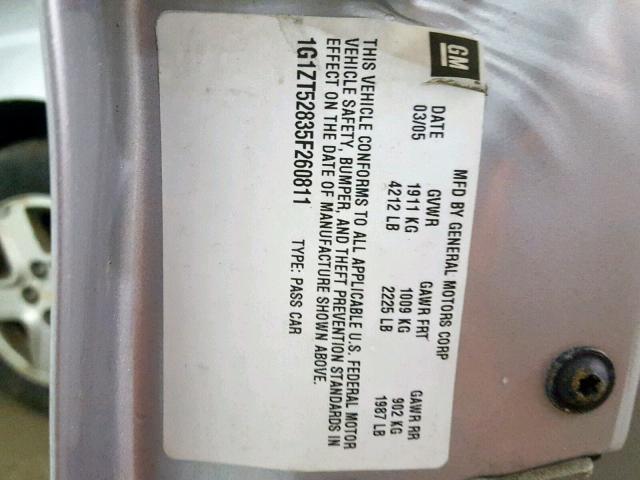 GM
MFD BY GENERAL MOTORS CORP
DATE GVWR GAWR FRT GAWR RR
03/05 1911 KG 1009 KG 902 KG
4212 LB 2225 LB 1987 LB
THIS VEHICLE CONFORMS TO ALL APPLICABLE U.S. FEDERAL MOTOR
VEHICLE SAFETY, BUMPER, AND THEFT PREVENTION STANDARDS IN
EFFECT ON THE DATE OF MANUFACTURE SHOWN ABOVE.
1G1ZT52835F260811 TYPE: PASS CAR